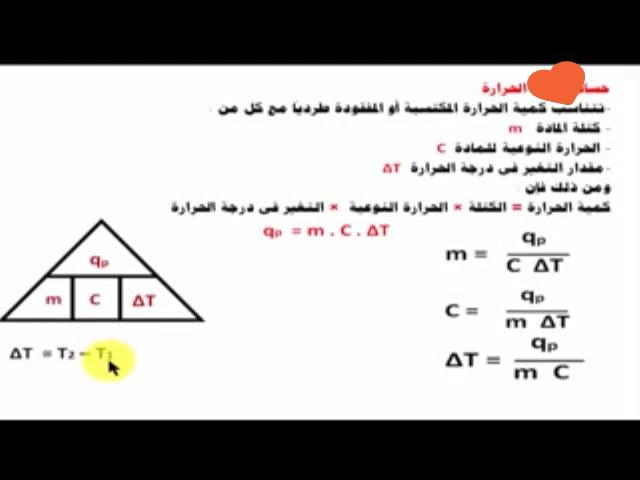 الحرارة
-تتناسب كمية الحرارة المكتسبة أو المفقودة طرديا مع كل من :
- كتلة المادة m
- الحرارة النوعية للمادة C
-مقدار التغير فى درجة الحرارة ΔT
ومن ذلك فإن :
كمية الحرارة = الكتلة × الحرارة النوعية × التغير فى درجة الحرارة
qₚ = m . C . ΔT
m = qₚ / C ΔT
C = qₚ / m ΔT
ΔT = qₚ / m C
qₚ
m C ΔT
ΔT = T₂ – T₁